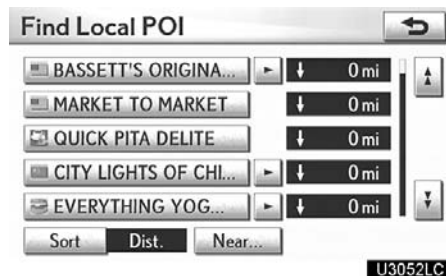 Find Local POI
BASSETT'S ORIGINA... 0 mi
MARKET TO MARKET 0 mi
QUICK PITA DELITE 0 mi
CITY LIGHTS OF CHI... 0 mi
EVERYTHING YOG... 0 mi
Sort Dist. Near...
U3052LC